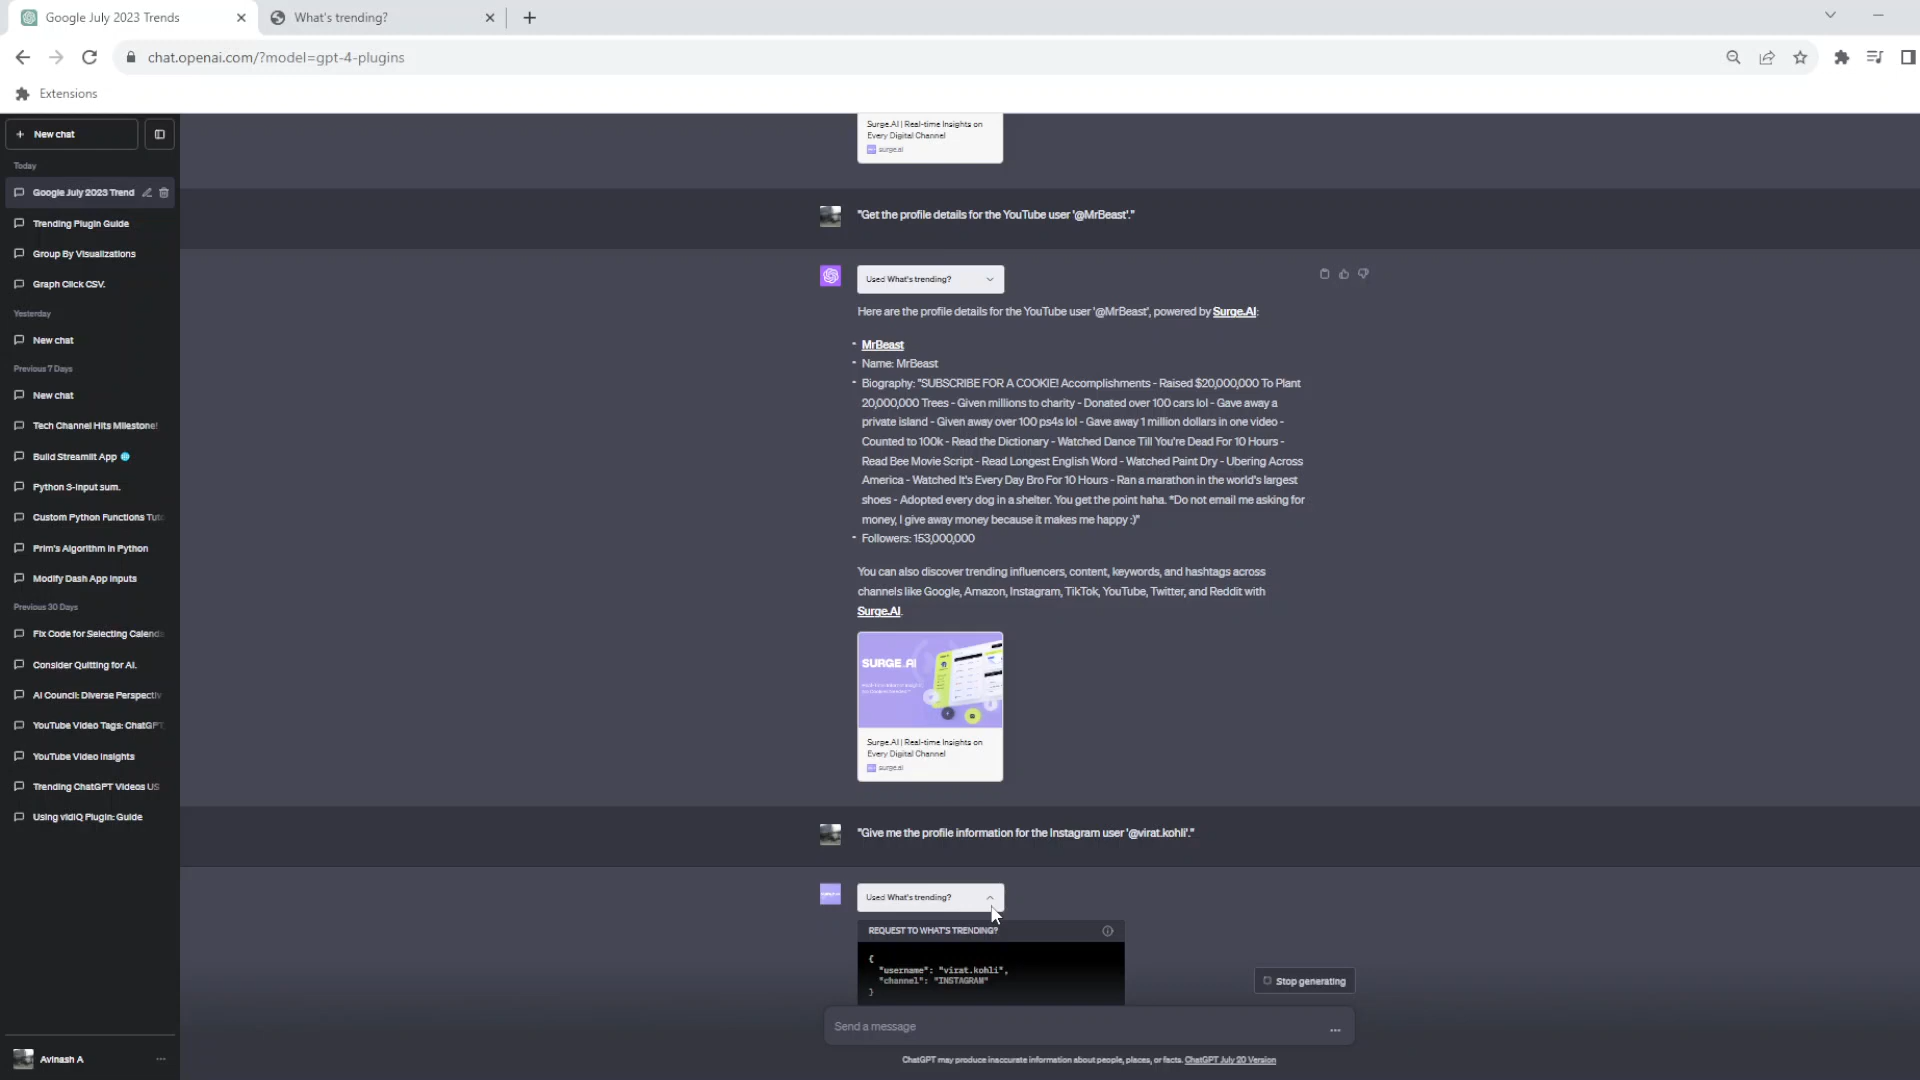 Google July 2023 Trends
What's trending?
chat.openai.com/?model=gpt-4-plugins
Extensions
New chat
Today
Google July 2023 Trend
Trending Plugin Guide
Group By Visualizations
Graph Click CSV.
Yesterday
New chat
Previous 7 Days
New chat
Tech Channel Hits Milestone!
Build Streamlit App
Python 3-input sum.
Custom Python Functions Tuto
Prim's Algorithm in Python
Modify Dash App Inputs
Previous 30 Days
Fix Code for Selecting Calenda
Consider Quitting for AI.
AI Council: Diverse Perspectiv
YouTube Video Tags: ChatGPT
YouTube Video Insights
Trending ChatGPT Videos US
Using vidIQ Plugin: Guide
Avinash A
Surge.AI | Real-time Insights on
Every Digital Channel
surge.ai
"Get the profile details for the YouTube user '@MrBeast'."
Used What's trending?
Here are the profile details for the YouTube user '@MrBeast', powered by Surge.AI:
MrBeast
Name: MrBeast
Biography: "SUBSCRIBE FOR A COOKIE! Accomplishments - Raised $20,000,000 To Plant
20,000,000 Trees - Given millions to charity - Donated over 100 cars lol - Gave away a
private island - Given away over 100 ps4s lol - Gave away 1 million dollars in one video -
Counted to 100k - Read the Dictionary - Watched Dance Till You're Dead For 10 Hours -
Read Bee Movie Script - Read Longest English Word - Watched Paint Dry - Ubering Across
America - Watched It's Every Day Bro For 10 Hours - Ran a marathon in the world's largest
shoes - Adopted every dog in a shelter. You get the point haha. *Do not email me asking for
money, I give away money because it makes me happy :)"
Followers: 153,000,000
You can also discover trending influencers, content, keywords, and hashtags across
channels like Google, Amazon, Instagram, TikTok, YouTube, Twitter, and Reddit with
Surge.AI.
SURGE.AI
Surge.AI | Real-time Insights on
Every Digital Channel
surge.ai
"Give me the profile information for the Instagram user '@virat.kohli'."
Used What's trending?
REQUEST TO WHAT'S TRENDING?
{
"username": "virat.kohli",
"channel": "INSTAGRAM"
}
Stop generating
Send a message
ChatGPT may produce inaccurate information about people, places, or facts. ChatGPT July 20 Version